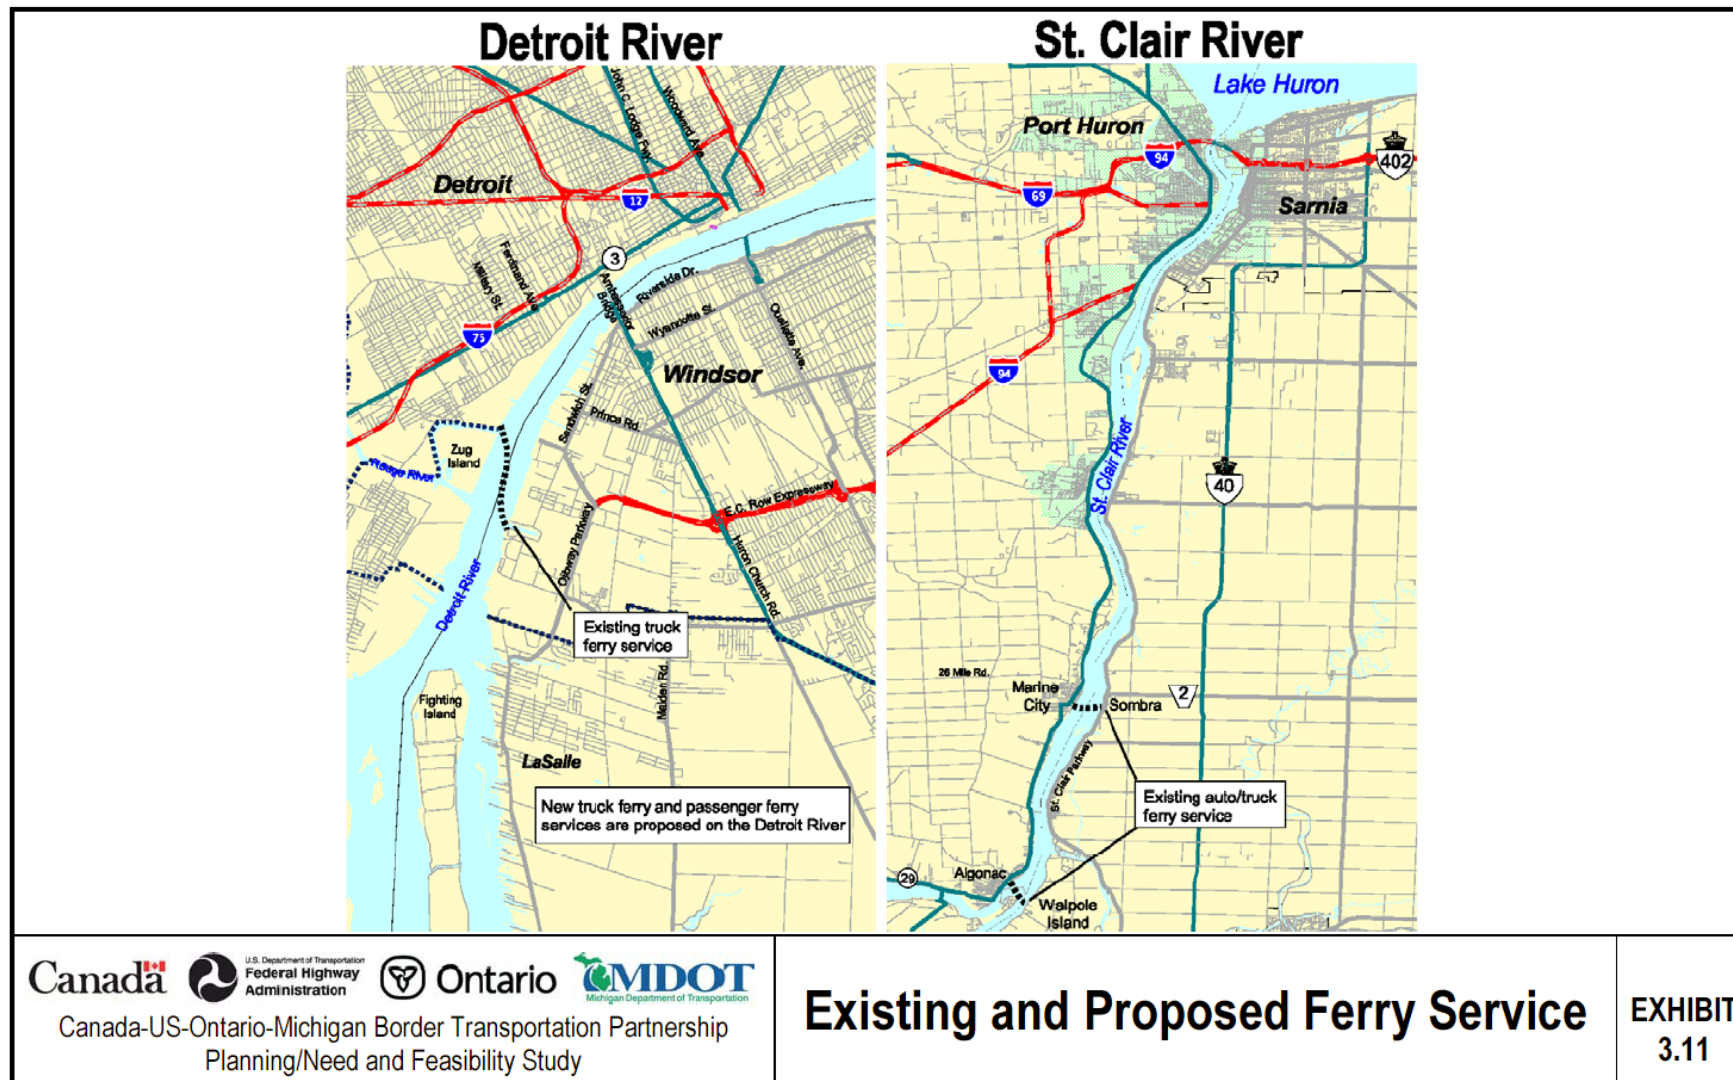 Detroit River
St. Clair River
John C. Lodge Fwy.
Woodward Ave.
Detroit
12
3
Ferdinand Ave.
Military St.
75
Ambassador
Bridge
Riverside Dr.
Wyandotte St.
Ouellette Ave.
Windsor
Sandwich St.
Prince Rd.
Zug
Island
Rouge River
E.C. Row Expressway
Ojibway Parkway
Huron Church Rd.
Detroit River
Existing truck
ferry service
Malden Rd.
Fighting
Island
LaSalle
New truck ferry and passenger ferry
services are proposed on the Detroit River
Lake Huron
Port Huron
94
402
69
Sarnia
94
St. Clair River
40
26 Mile Rd.
Marine
City
Sombra
2
St. Clair Parkway
Existing auto/truck
ferry service
29
Algonac
Walpole
Island
Canada
U.S. Department of Transportation
Federal Highway
Administration
Ontario
MDOT
Michigan Department of Transportation
Canada-US-Ontario-Michigan Border Transportation Partnership
Planning/Need and Feasibility Study
Existing and Proposed Ferry Service
EXHIBIT
3.11